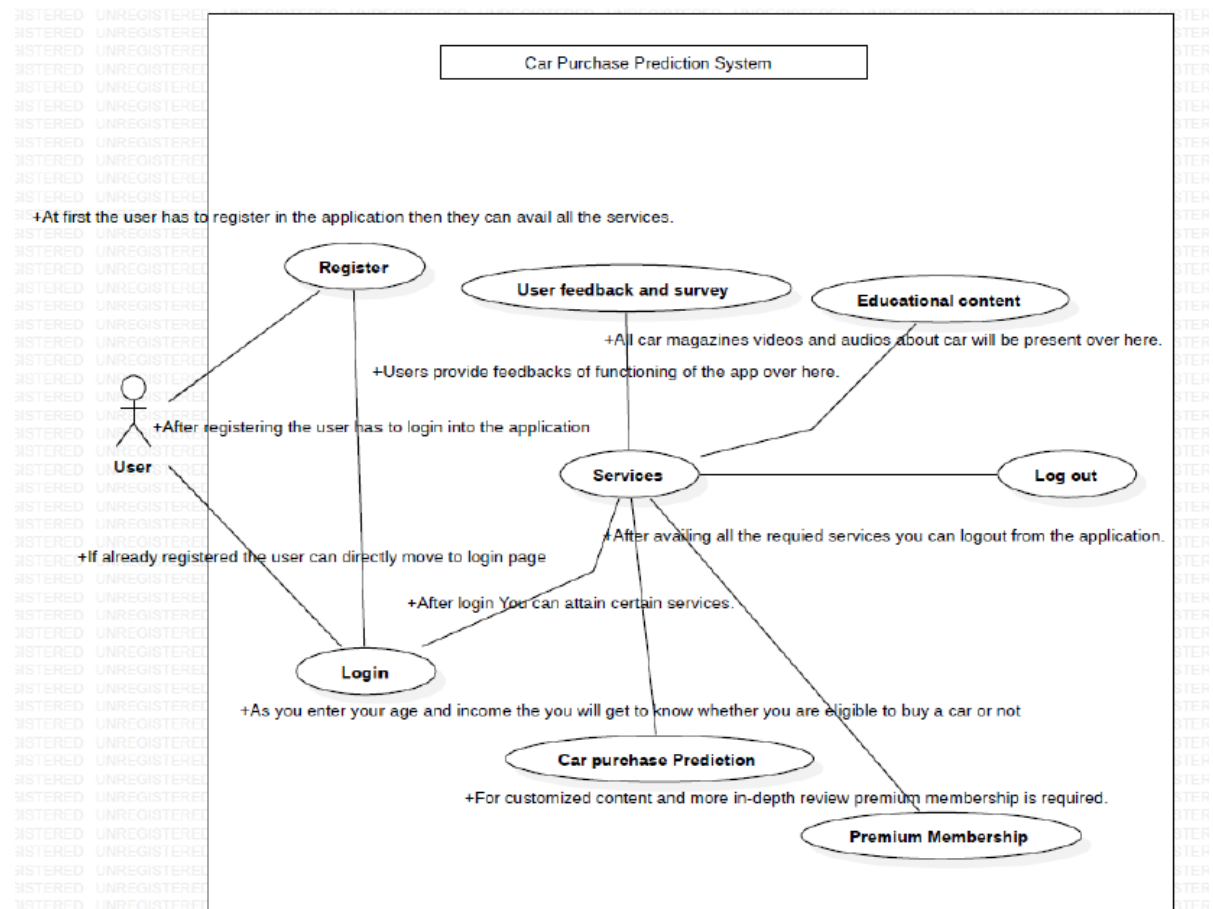 Car Purchase Prediction System
+At first the user has to register in the application then they can avail all the services.
Register
User feedback and survey
Educational content
+All car magazines videos and audios about car will be present over here.
+Users provide feedbacks of functioning of the app over here.
+After registering the user has to login into the application
User
Services
Log out
+After availing all the requied services you can logout from the application.
+If already registered the user can directly move to login page
+After login You can attain certain services.
Login
+As you enter your age and income the you will get to know whether you are eligible to buy a car or not
Car purchase Prediction
+For customized content and more in-depth review premium membership is required.
Premium Membership
UNREGISTERED